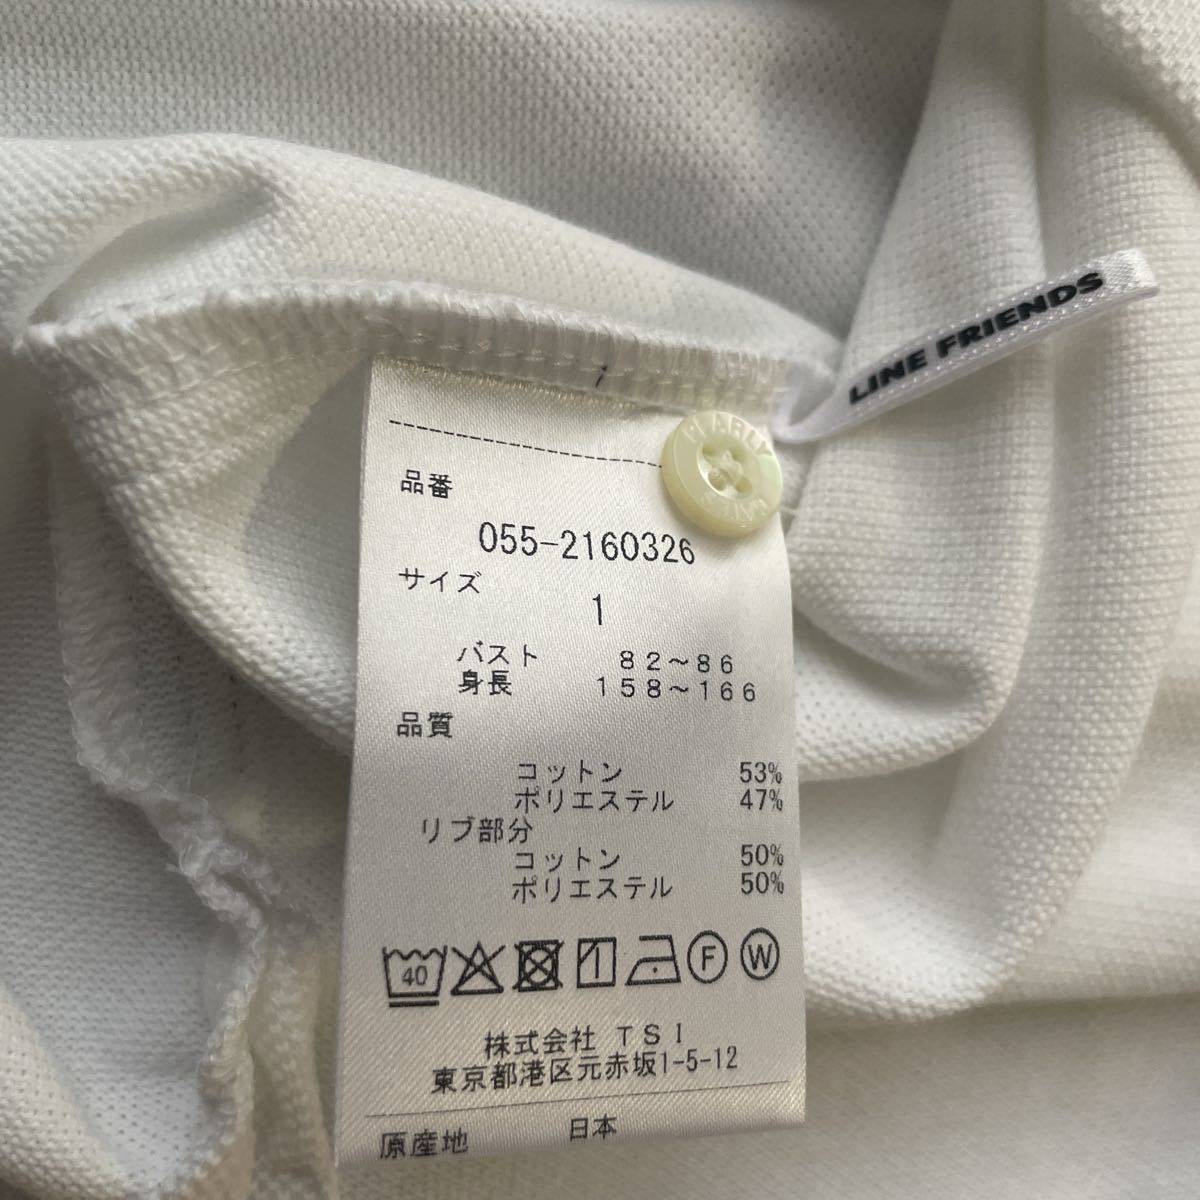 LINE FRIENDS
PEARLY
GATES
品番
055-2160326
サイズ
1
バスト 82～86
身長 158～166
品質
コットン 53%
ポリエステル 47%
リブ部分
コットン 50%
ポリエステル 50%
40 F W
株式会社 TSI
東京都港区元赤坂1-5-12
原産地 日本